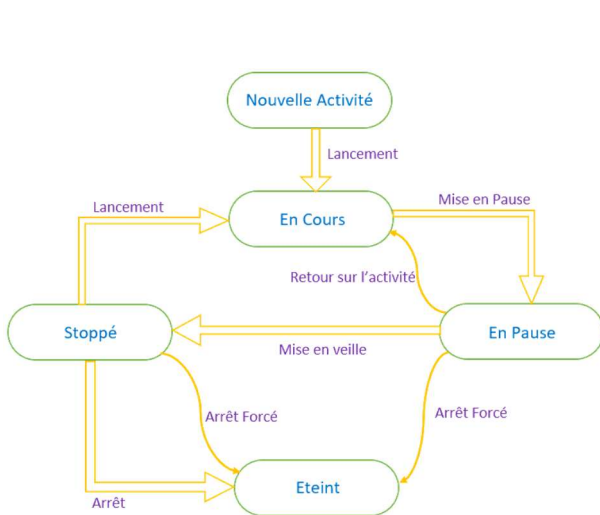 Nouvelle Activité
Lancement
Lancement
En Cours
Mise en Pause
Retour sur l'activité
Stoppé
En Pause
Mise en veille
Arrêt Forcé
Arrêt Forcé
Eteint
Arrêt